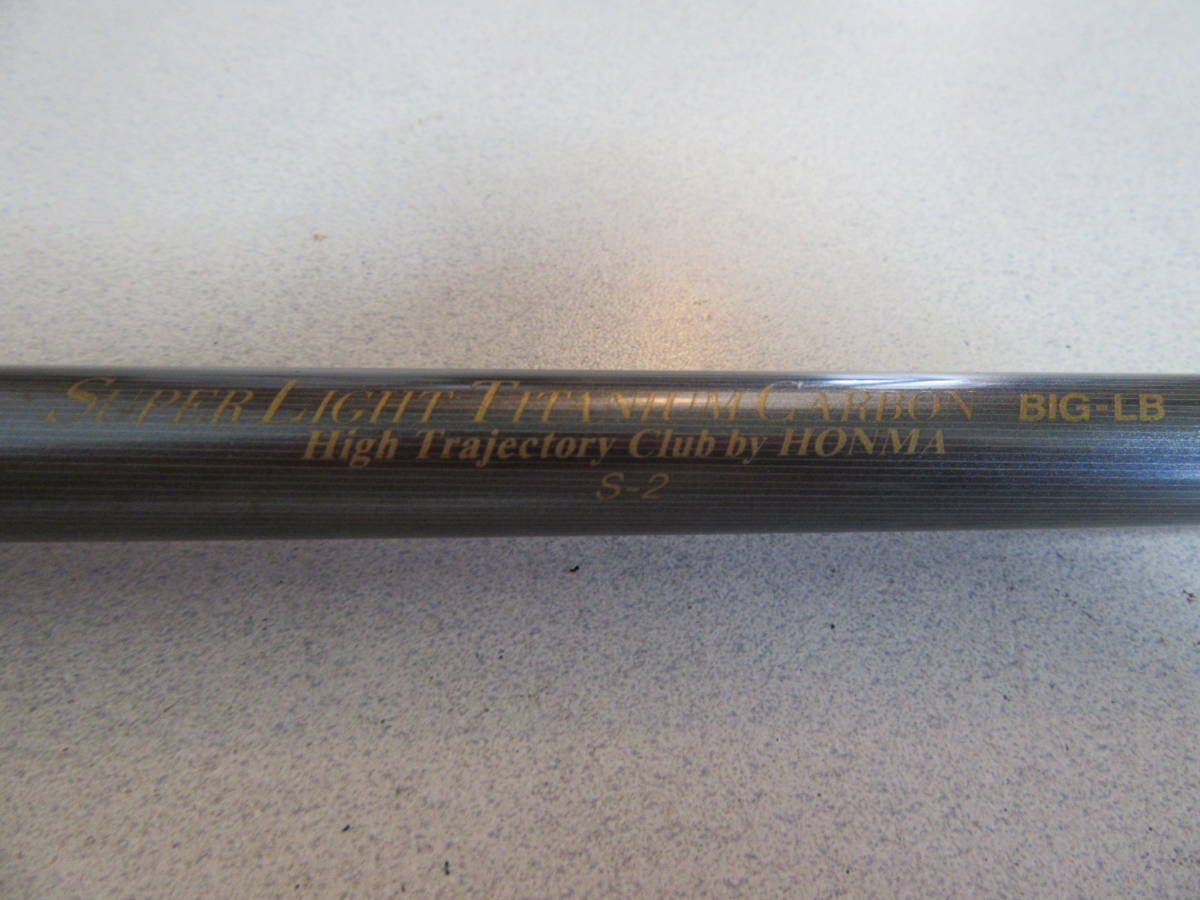 SUPER LIGHT TITANIUM CARBON BIG-LB
High Trajectory Club by HONMA
S-2